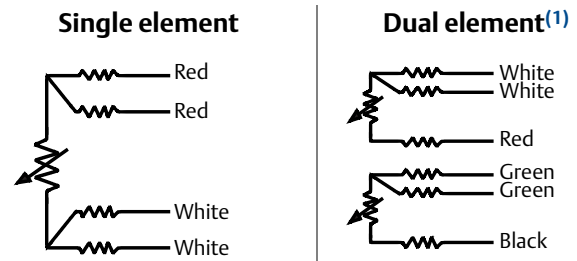 Single element
Red
Red
White
White
Dual element(1)
White
White
Red
Green
Green
Black